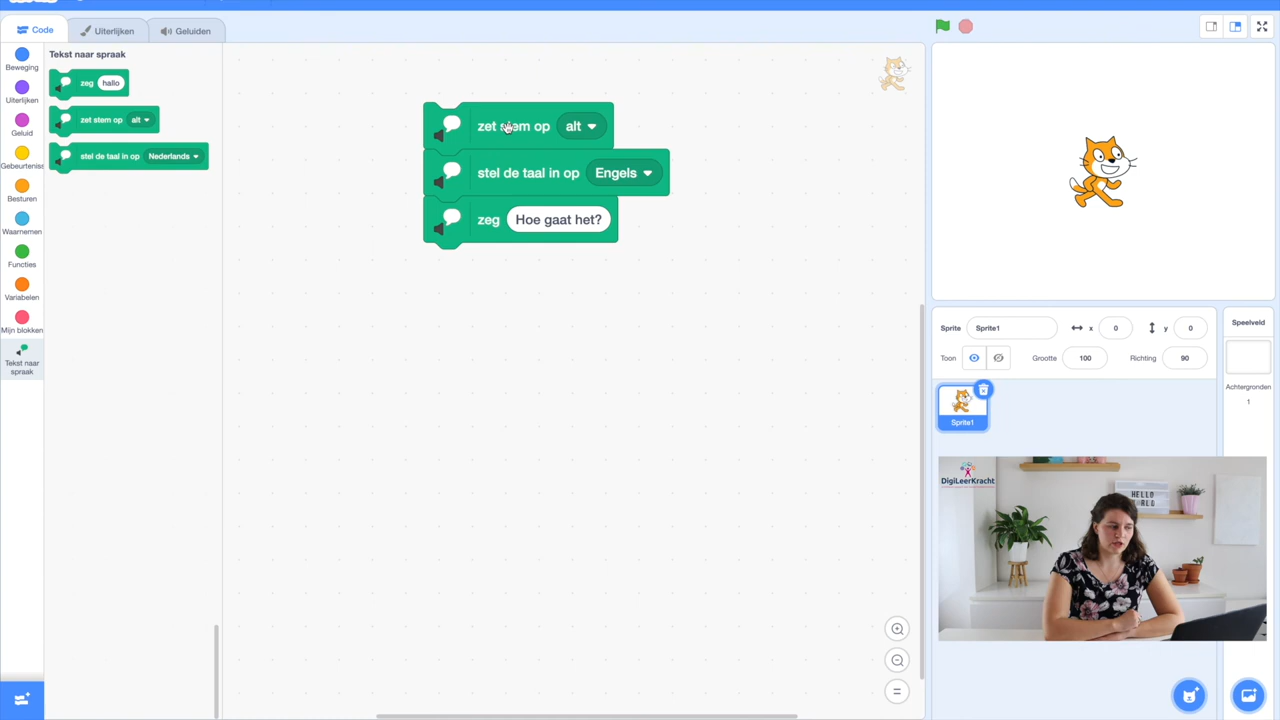 Code
Uiterlijken
Geluiden
Beweging
Uiterlijken
Geluid
Gebeurteniss
Besturen
Waarnemen
Functies
Variabelen
Mijn blokken
Tekst naar
spraak
Tekst naar spraak
zeg hallo
zet stem op alt
stel de taal in op Nederlands
zet stem op alt
stel de taal in op Engels
zeg Hoe gaat het?
Sprite Sprite1 x 0 y 0
Toon Grootte 100 Richting 90
Sprite1
Speelveld
Achtergronden
1
DigiLeerKracht
HELLO